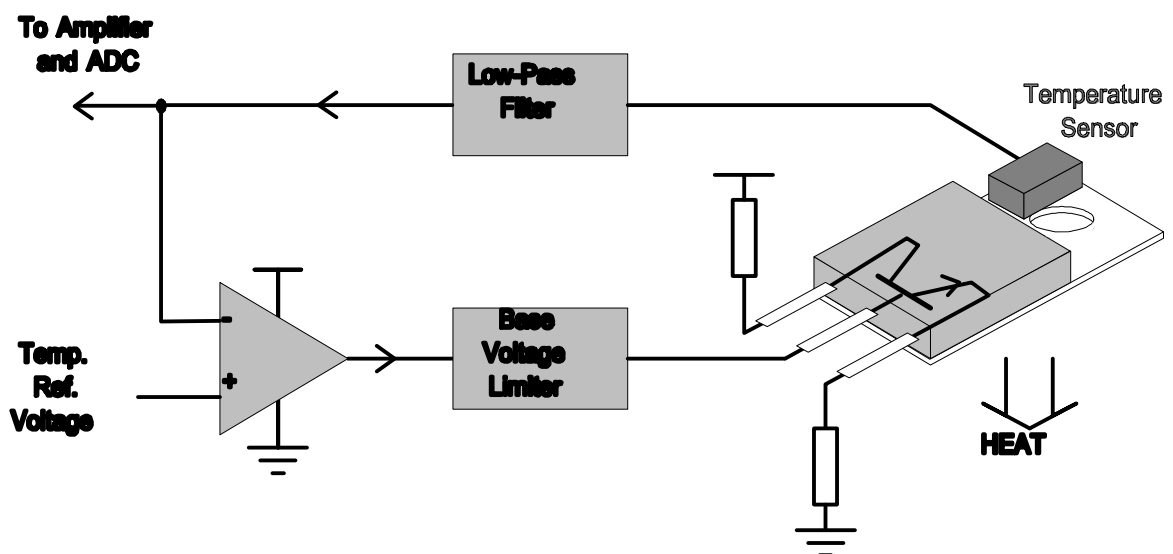 To Amplifier
and ADC
Low-Pass
Filter
Temperature
Sensor
-
+
Temp.
Ref.
Voltage
Base
Voltage
Limiter
HEAT